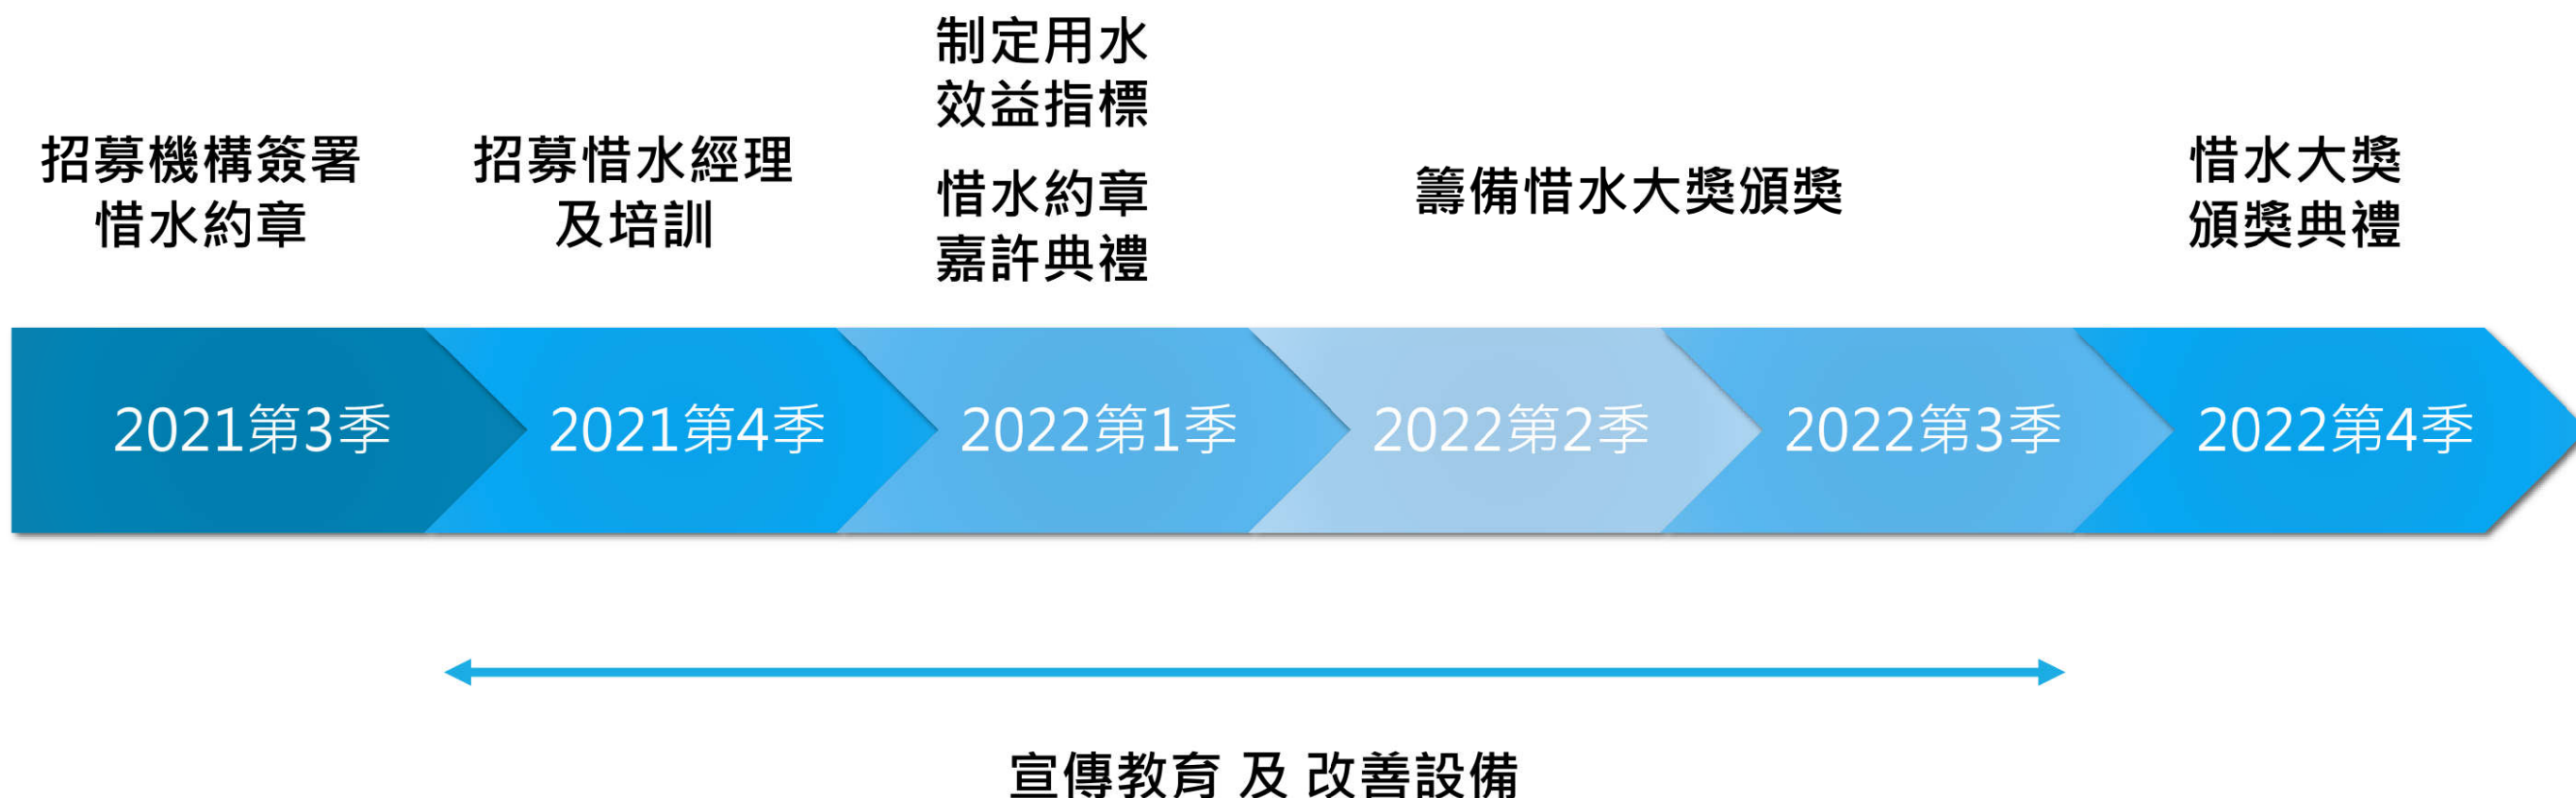 招募機構簽署
惜水約章
招募惜水經理
及培訓
制定用水
效益指標
惜水約章
嘉許典禮
籌備惜水大獎頒獎
惜水大獎
頒獎典禮
2021第3季
2021第4季
2022第1季
2022第2季
2022第3季
2022第4季
宣傳教育 及 改善設備